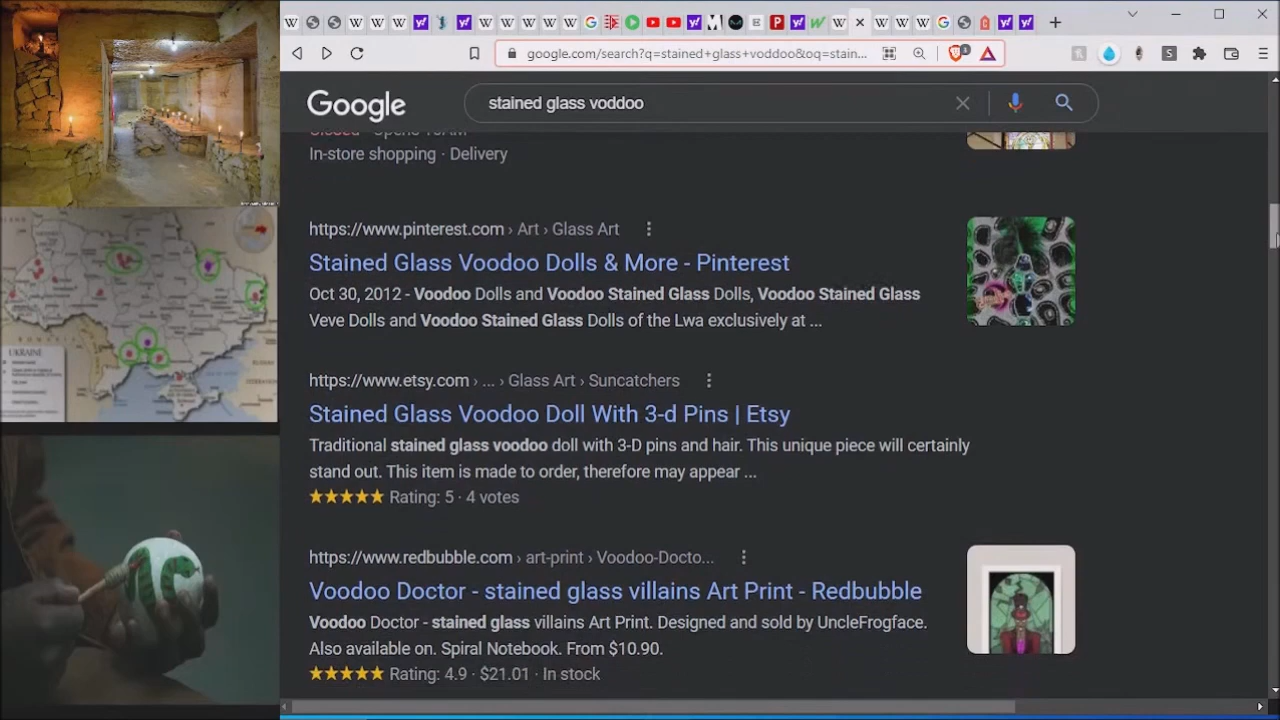 google.com/search?q=stained+glass+voddoo&oq=stain...
Google
stained glass voddoo
In-store shopping · Delivery
https://www.pinterest.com › Art › Glass Art
Stained Glass Voodoo Dolls & More - Pinterest
Oct 30, 2012 - Voodoo Dolls and Voodoo Stained Glass Dolls, Voodoo Stained Glass
Veve Dolls and Voodoo Stained Glass Dolls of the Lwa exclusively at ...
https://www.etsy.com › ... › Glass Art › Suncatchers
Stained Glass Voodoo Doll With 3-d Pins | Etsy
Traditional stained glass voodoo doll with 3-D pins and hair. This unique piece will certainly
stand out. This item is made to order, therefore may appear ...
Rating: 5 · 4 votes
https://www.redbubble.com › art-print › Voodoo-Docto...
Voodoo Doctor - stained glass villains Art Print - Redbubble
Voodoo Doctor - stained glass villains Art Print. Designed and sold by UncleFrogface.
Also available on. Spiral Notebook. From $10.90.
Rating: 4.9 · $21.01 · In stock
UKRAINE